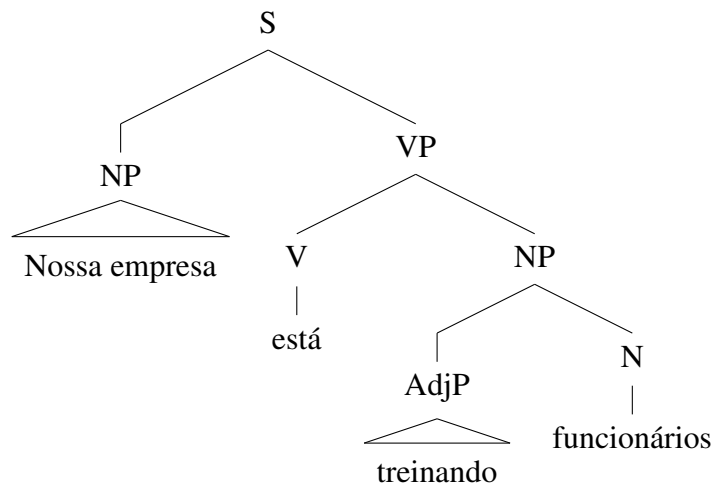 S
NP
VP
Nossa empresa
V
NP
está
AdjP
N
treinando
funcionários